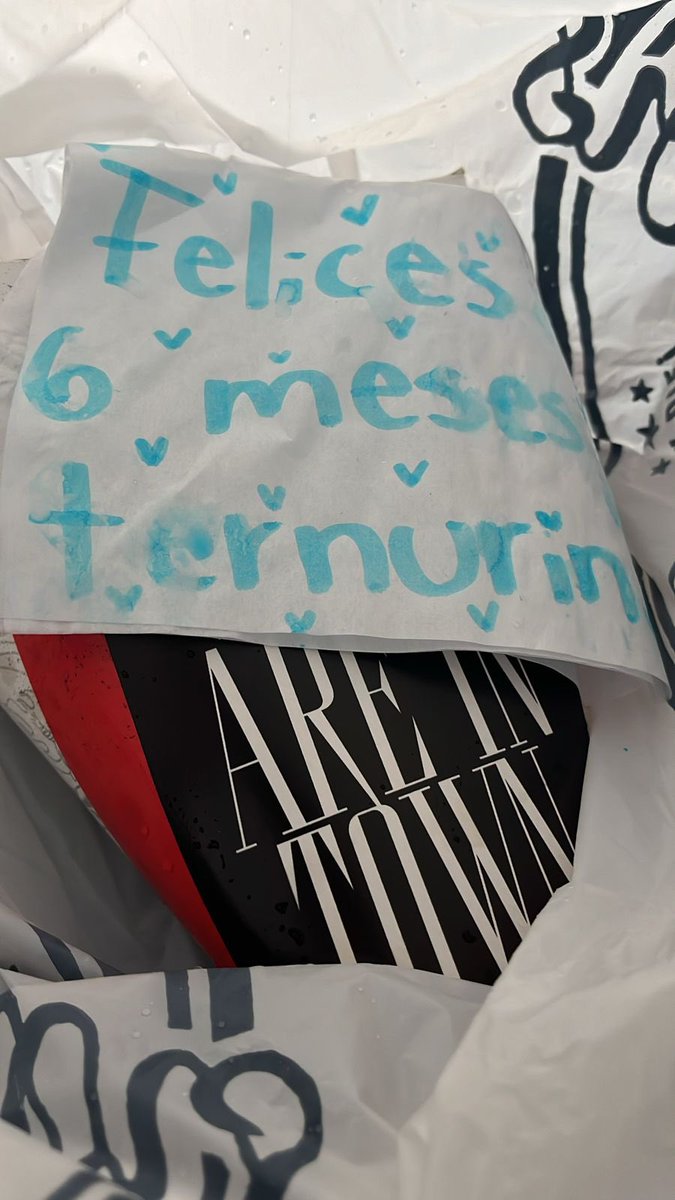 Felices
6 meses
ternurin
ARE IN
TOWN